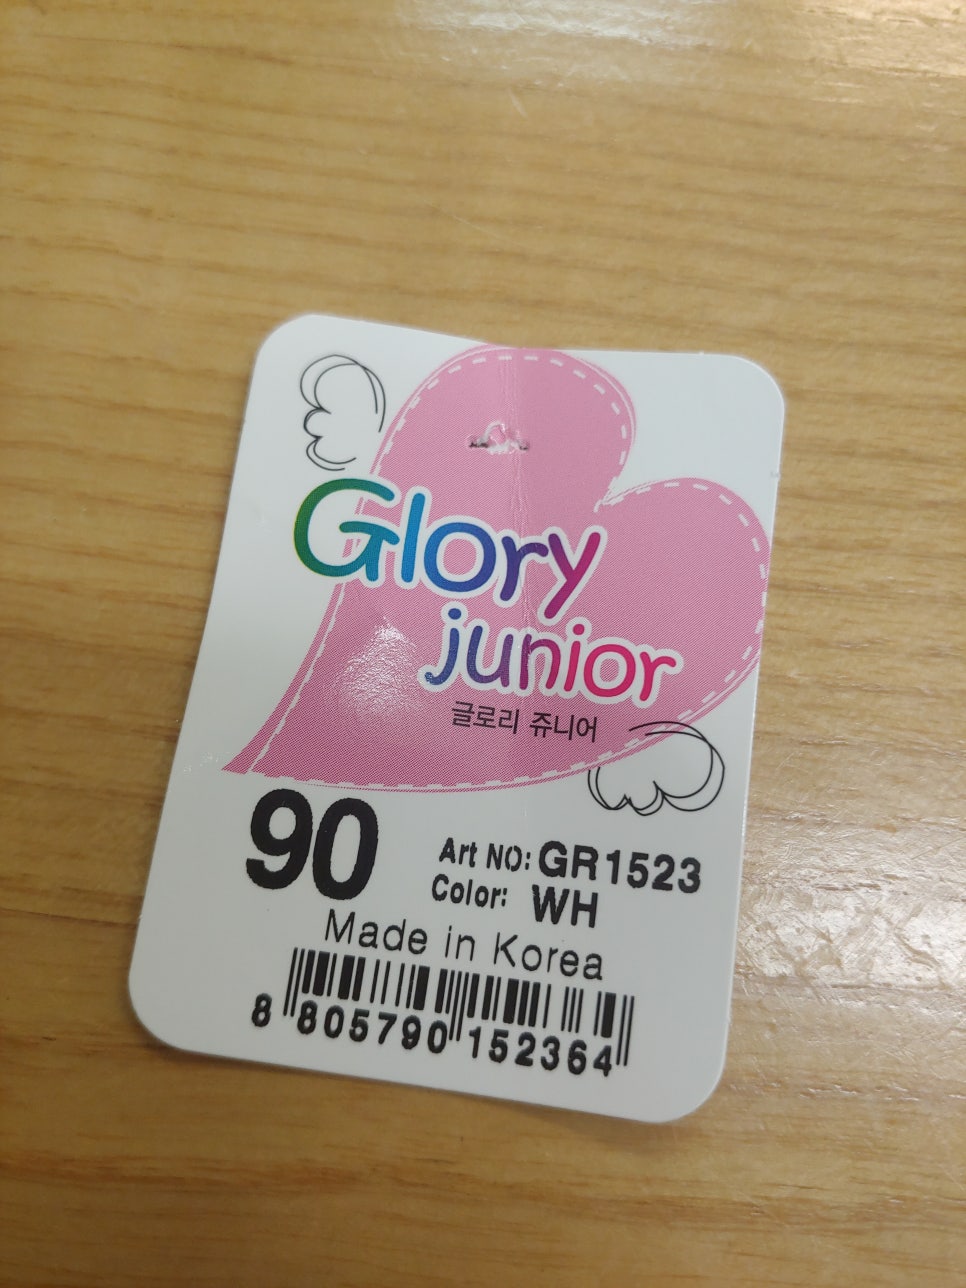 Glory
junior
글로리 쥬니어
90
Art NO: GR1523
Color: WH
Made in Korea
8 805790 152364